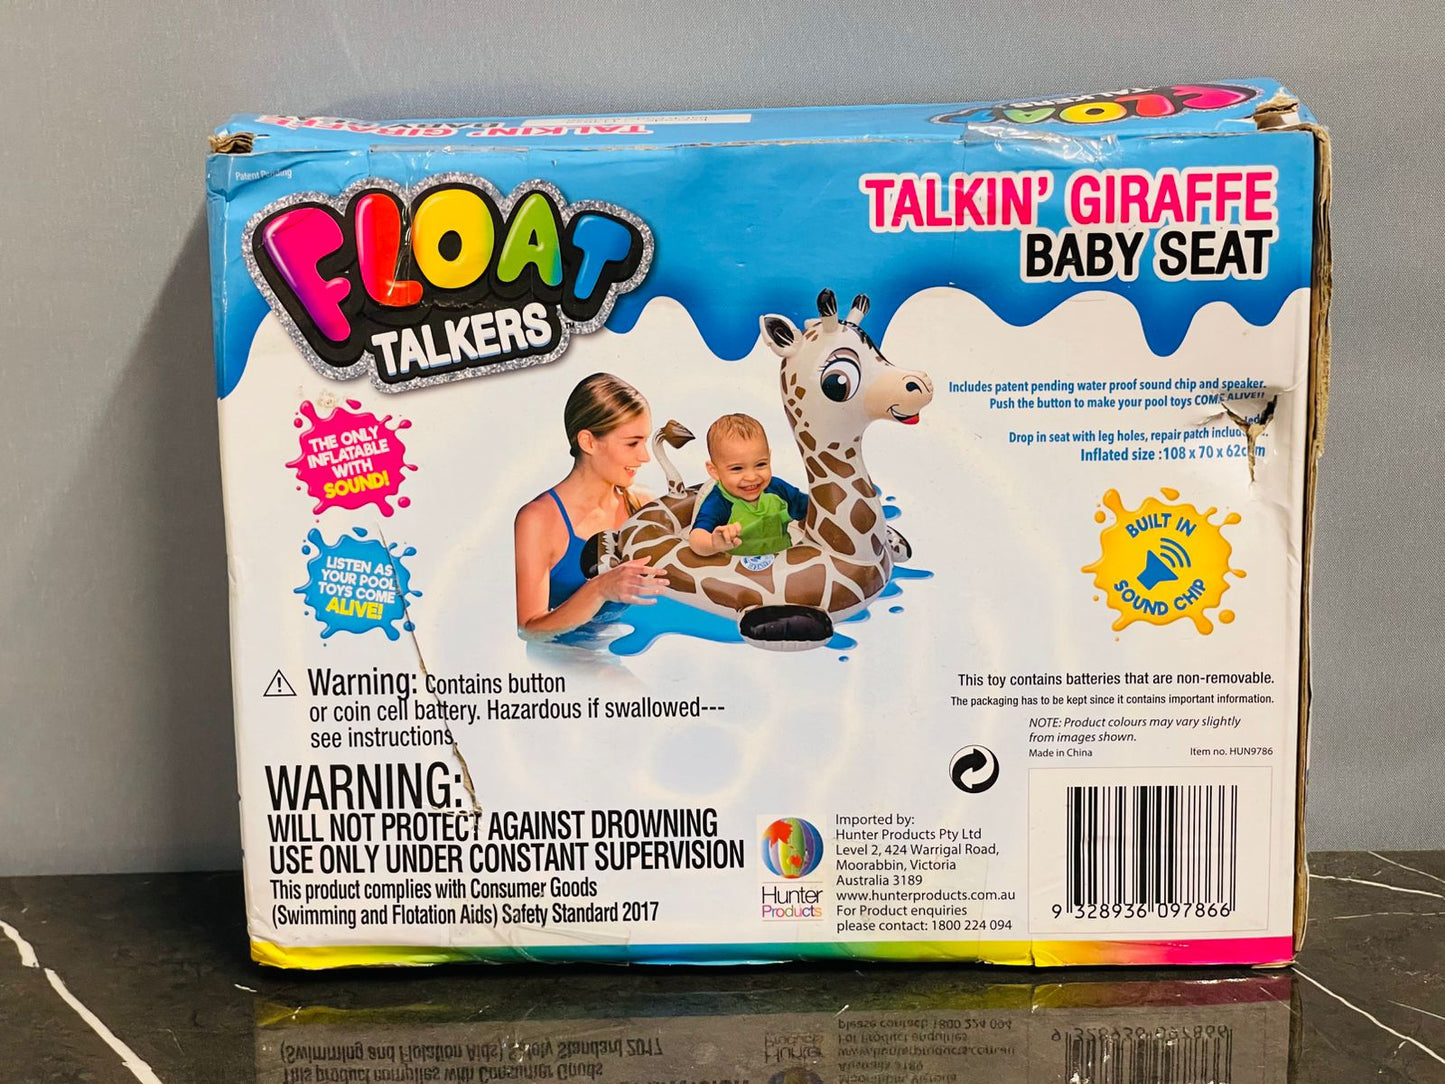 TALKIN' GIRAFFE
FLOAT
TALKERS
Patent Pending
FLOAT
TALKERS™
TALKIN' GIRAFFE
BABY SEAT
Includes patent pending water proof sound chip and speaker.
Push the button to make your pool toys COME ALIVE!!
Drop in seat with leg holes, repair patch
Inflated size :108 x 70 x 62cm
THE ONLY
INFLATABLE
WITH
SOUND!
LISTEN AS
YOUR POOL
TOYS COME
ALIVE!
BUILT IN
SOUND CHIP
⚠ Warning: Contains button
or coin cell battery. Hazardous if swallowed---
see instructions.
WARNING:
WILL NOT PROTECT AGAINST DROWNING
USE ONLY UNDER CONSTANT SUPERVISION
This product complies with Consumer Goods
(Swimming and Flotation Aids) Safety Standard 2017
This toy contains batteries that are non-removable.
The packaging has to be kept since it contains important information.
NOTE: Product colours may vary slightly
from images shown.
Made in China
Item no. HUN9786
Hunter
Products
Imported by:
Hunter Products Pty Ltd
Level 2, 424 Warrigal Road,
Moorabbin, Victoria
Australia 3189
www.hunterproducts.com.au
For Product enquiries
please contact: 1800 224 094
9 328936 097866